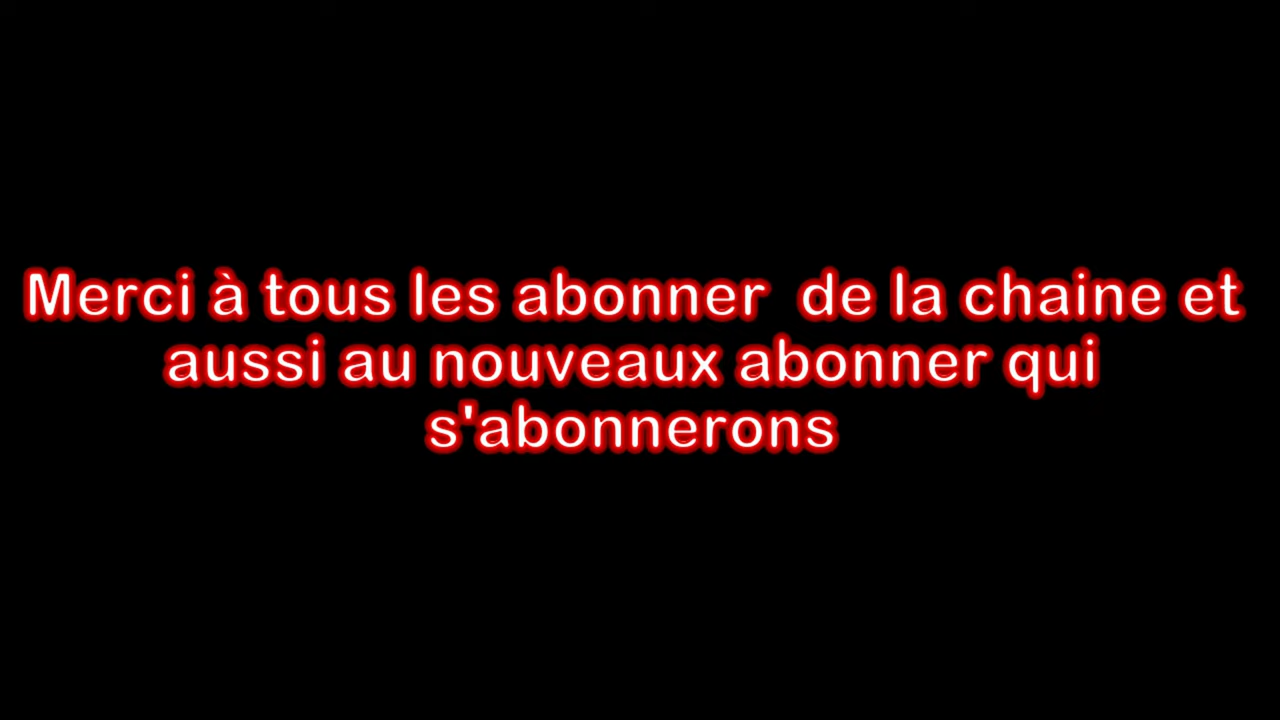 Merci à tous les abonner  de la chaine et
aussi au nouveaux abonner qui
s'abonnerons